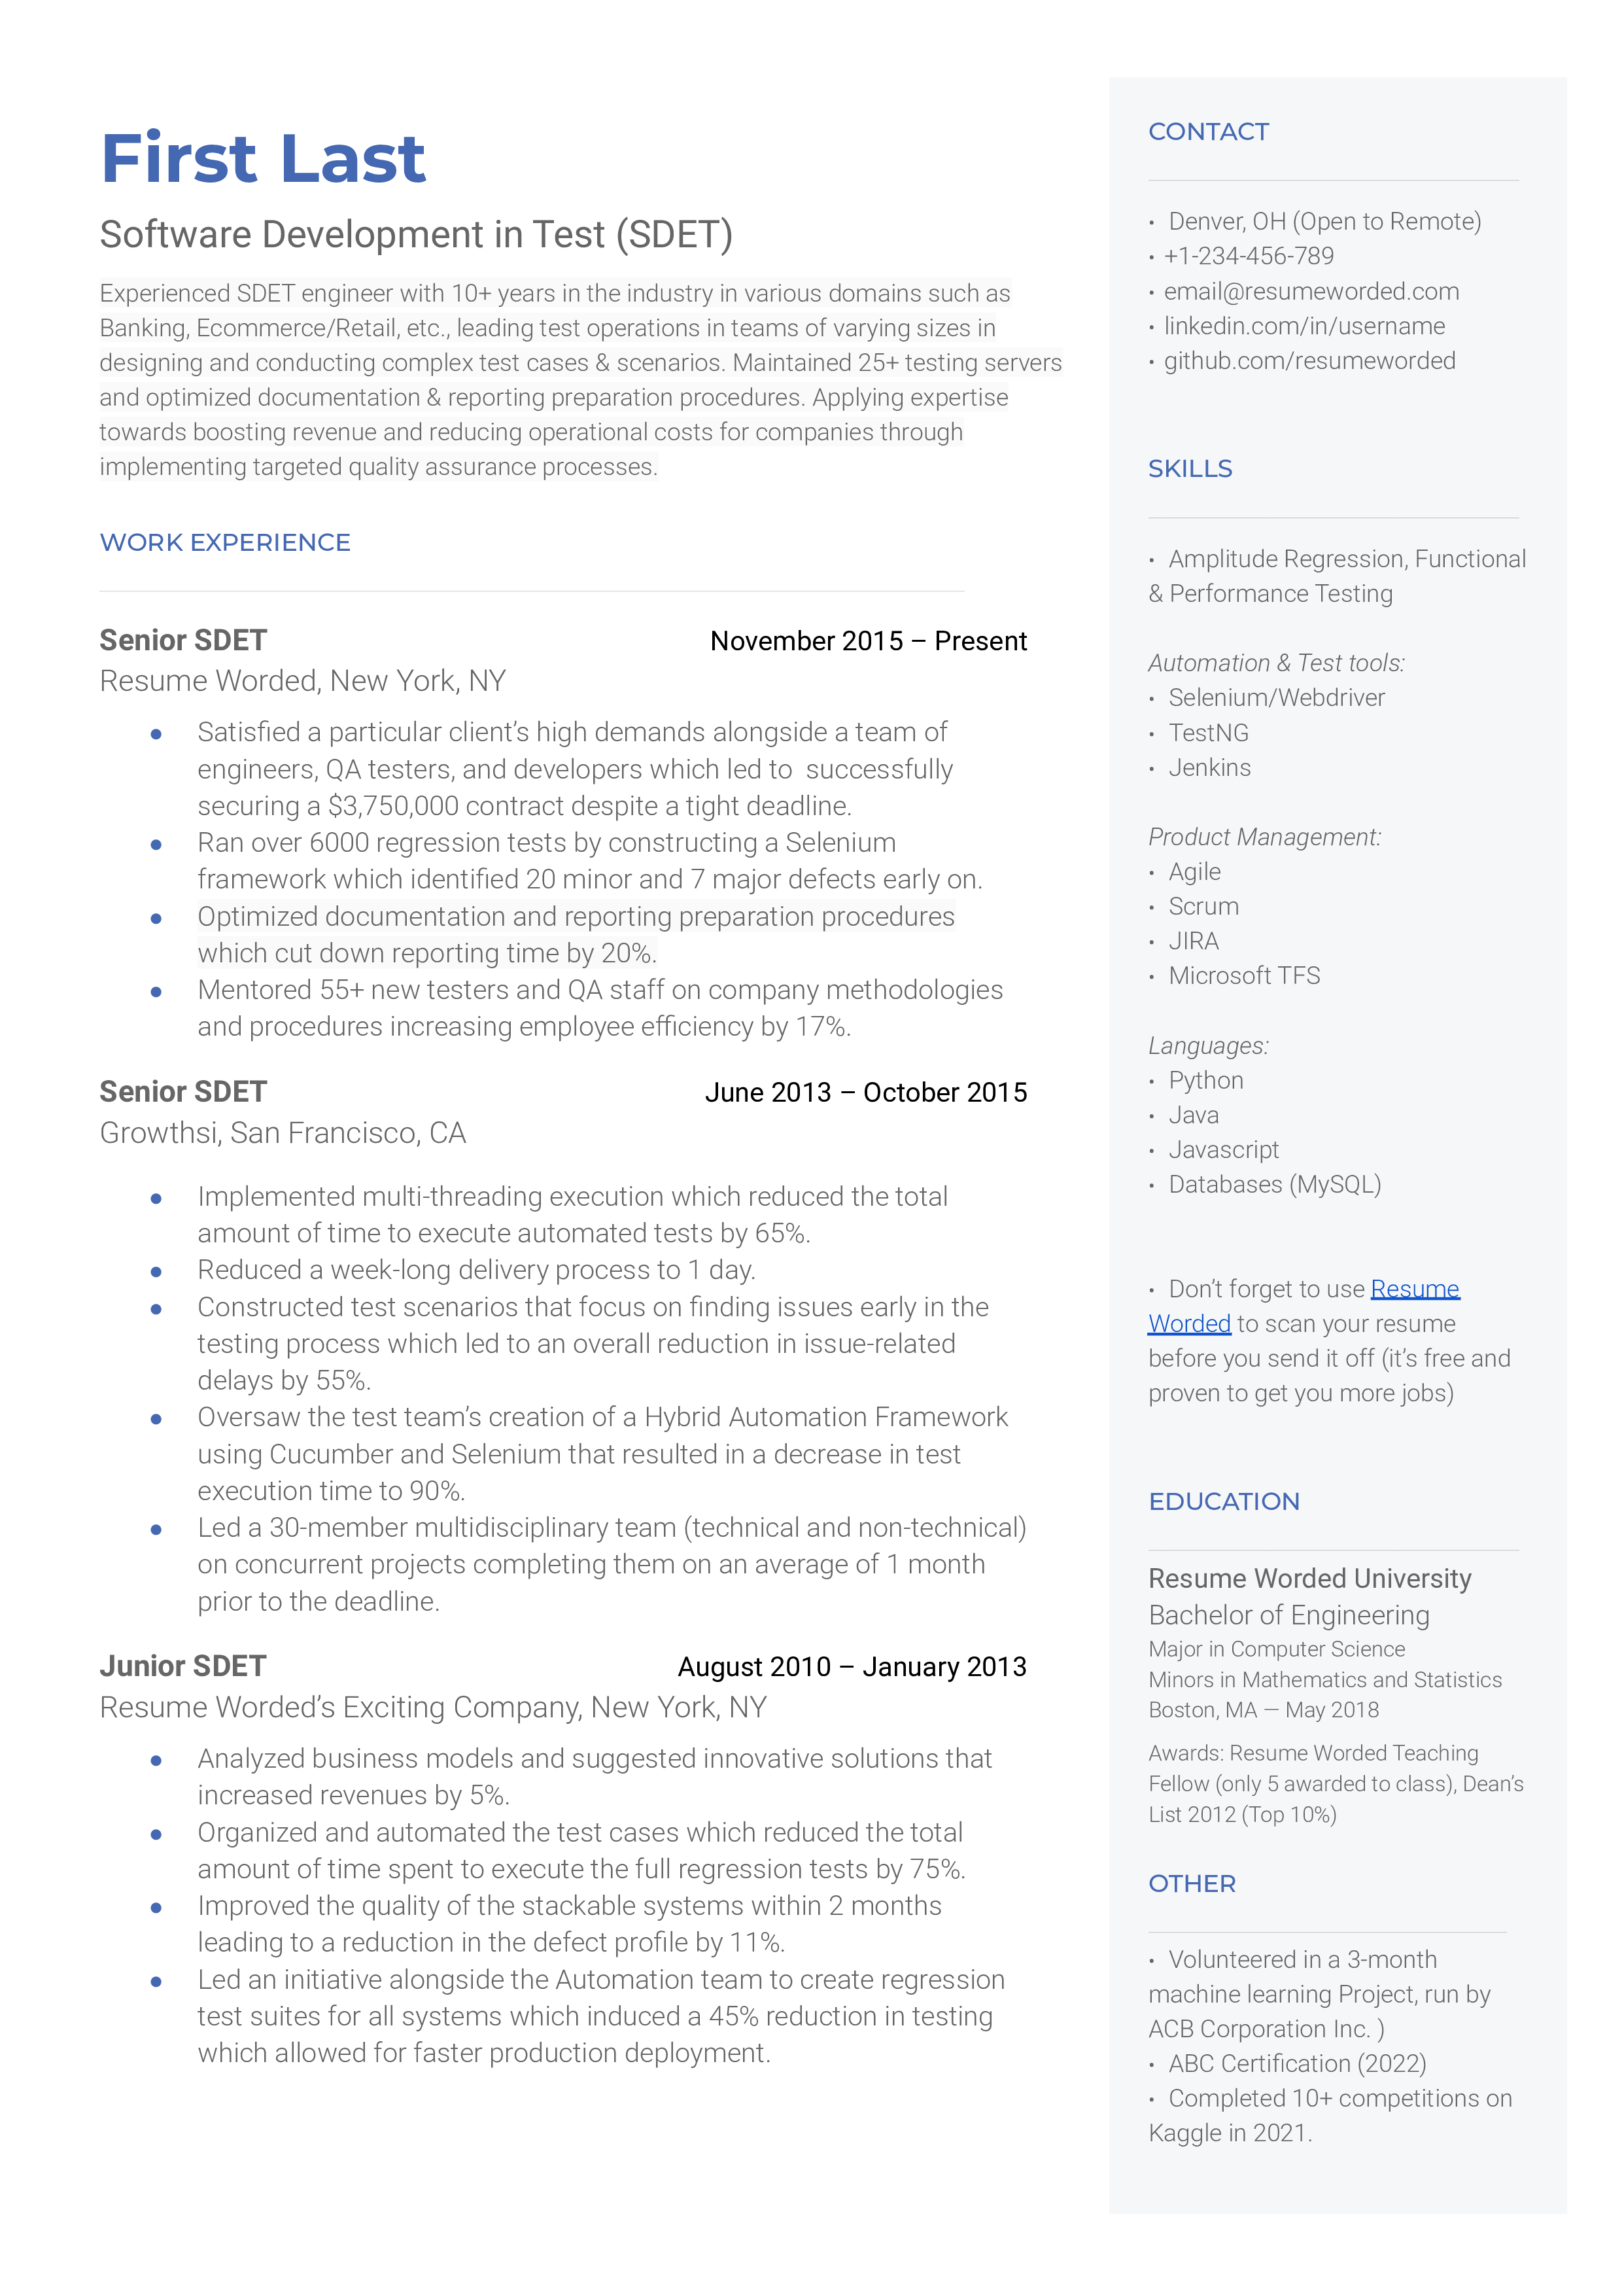 First Last
Software Development in Test (SDET)
Experienced SDET engineer with 10+ years in the industry in various domains such as
Banking, Ecommerce/Retail, etc., leading test operations in teams of varying sizes in
designing and conducting complex test cases & scenarios. Maintained 25+ testing servers
and optimized documentation & reporting preparation procedures. Applying expertise
towards boosting revenue and reducing operational costs for companies through
implementing targeted quality assurance processes.
WORK EXPERIENCE
Senior SDET November 2015 – Present
Resume Worded, New York, NY
● Satisfied a particular client’s high demands alongside a team of
engineers, QA testers, and developers which led to  successfully
securing a $3,750,000 contract despite a tight deadline.
● Ran over 6000 regression tests by constructing a Selenium
framework which identified 20 minor and 7 major defects early on.
● Optimized documentation and reporting preparation procedures
which cut down reporting time by 20%.
● Mentored 55+ new testers and QA staff on company methodologies
and procedures increasing employee efficiency by 17%.
Senior SDET June 2013 – October 2015
Growthsi, San Francisco, CA
● Implemented multi-threading execution which reduced the total
amount of time to execute automated tests by 65%.
● Reduced a week-long delivery process to 1 day.
● Constructed test scenarios that focus on finding issues early in the
testing process which led to an overall reduction in issue-related
delays by 55%.
● Oversaw the test team’s creation of a Hybrid Automation Framework
using Cucumber and Selenium that resulted in a decrease in test
execution time to 90%.
● Led a 30-member multidisciplinary team (technical and non-technical)
on concurrent projects completing them on an average of 1 month
prior to the deadline.
Junior SDET August 2010 – January 2013
Resume Worded’s Exciting Company, New York, NY
● Analyzed business models and suggested innovative solutions that
increased revenues by 5%.
● Organized and automated the test cases which reduced the total
amount of time spent to execute the full regression tests by 75%.
● Improved the quality of the stackable systems within 2 months
leading to a reduction in the defect profile by 11%.
● Led an initiative alongside the Automation team to create regression
test suites for all systems which induced a 45% reduction in testing
which allowed for faster production deployment.
CONTACT
• Denver, OH (Open to Remote)
• +1-234-456-789
• email@resumeworded.com
• linkedin.com/in/username
• github.com/resumeworded
SKILLS
• Amplitude Regression, Functional
& Performance Testing
Automation & Test tools:
• Selenium/Webdriver
• TestNG
• Jenkins
Product Management:
• Agile
• Scrum
• JIRA
• Microsoft TFS
Languages:
• Python
• Java
• Javascript
• Databases (MySQL)
• Don’t forget to use Resume
Worded to scan your resume
before you send it off (it’s free and
proven to get you more jobs)
EDUCATION
Resume Worded University
Bachelor of Engineering
Major in Computer Science
Minors in Mathematics and Statistics
Boston, MA — May 2018
Awards: Resume Worded Teaching
Fellow (only 5 awarded to class), Dean’s
List 2012 (Top 10%)
OTHER
• Volunteered in a 3-month
machine learning Project, run by
ACB Corporation Inc. )
• ABC Certification (2022)
• Completed 10+ competitions on
Kaggle in 2021.